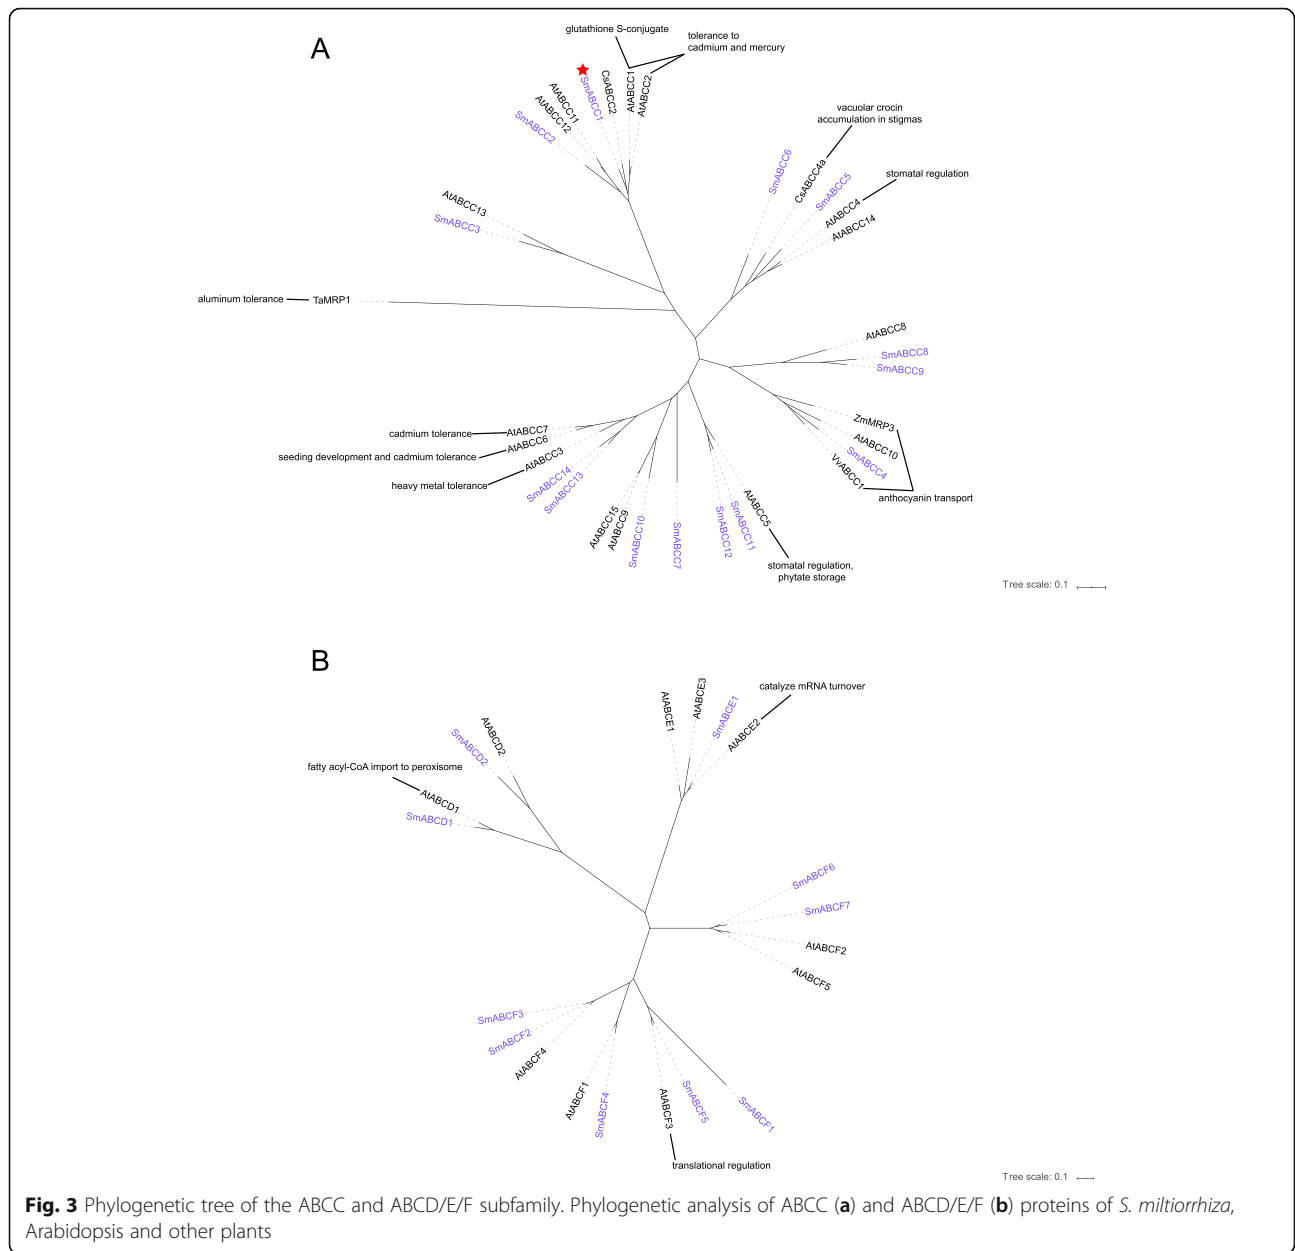 A
glutathione S-conjugate
tolerance to
cadmium and mercury
SmABCC2
AtABCC12
AtABCC11
SmABCC1
CsABCC2
AtABCC1
AtABCC2
vacuolar crocin
accumulation in stigmas
SmABCC6
CsABCC4a
SmABCC5
stomatal regulation
AtABCC4
AtABCC14
AtABCC13
SmABCC3
aluminum tolerance
TaMRP1
AtABCC8
SmABCC8
SmABCC9
ZmMRP3
AtABCC10
SmABCC4
VvABCC1
anthocyanin transport
cadmium tolerance
AtABCC7
seeding development and cadmium tolerance
AtABCC6
heavy metal tolerance
AtABCC3
SmABCC14
SmABCC13
AtABCC15
AtABCC9
SmABCC10
SmABCC7
SmABCC12
SmABCC11
AtABCC5
stomatal regulation,
phytate storage
Tree scale: 0.1
B
AtABCE1
AtABCE3
SmABCE1
AtABCE2
catalyze mRNA turnover
AtABCD2
SmABCD2
fatty acyl-CoA import to peroxisome
AtABCD1
SmABCD1
SmABCF6
SmABCF7
AtABCF2
AtABCF5
SmABCF3
SmABCF2
AtABCF4
AtABCF1
SmABCF4
AtABCF3
SmABCF5
SmABCF1
translational regulation
Tree scale: 0.1
Fig. 3 Phylogenetic tree of the ABCC and ABCD/E/F subfamily. Phylogenetic analysis of ABCC (a) and ABCD/E/F (b) proteins of S. miltiorrhiza,
Arabidopsis and other plants